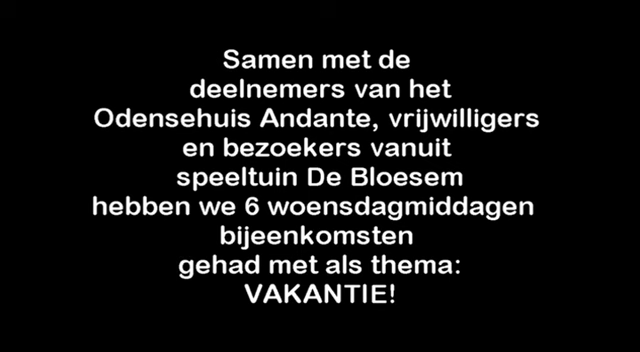 Samen met de
deelnemers van het
Odensehuis Andante, vrijwilligers
en bezoekers vanuit
speeltuin De Bloesem
hebben we 6 woensdagmiddagen
bijeenkomsten
gehad met als thema:
VAKANTIE!